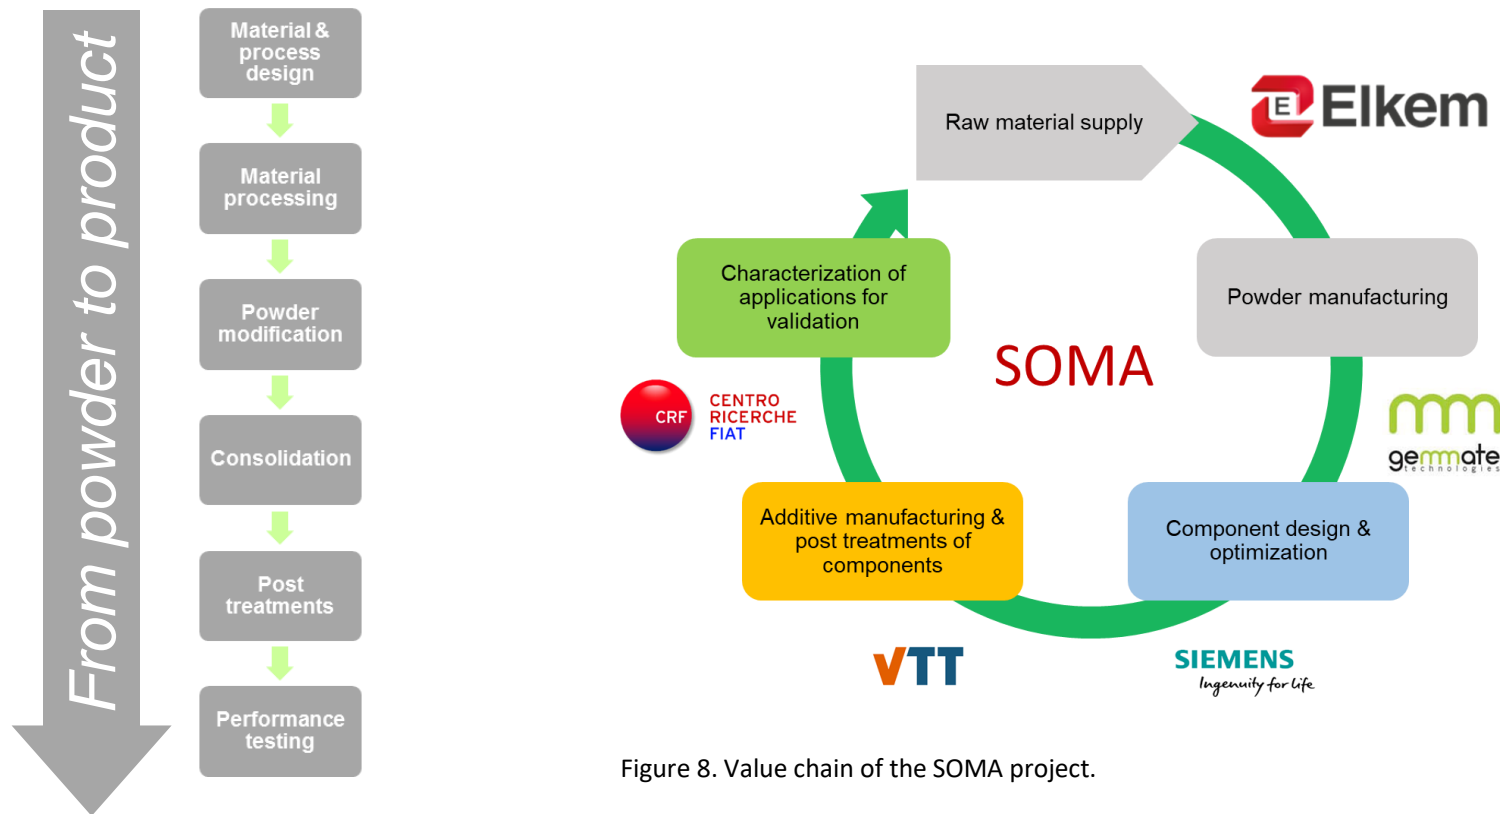 From powder to product
Material &
process
design
Material
processing
Powder
modification
Consolidation
Post
treatments
Performance
testing
Raw material supply
E Elkem
Characterization of
applications for
validation
Powder manufacturing
SOMA
CRF
CENTRO
RICERCHE
FIAT
gemmate
technologies
Additive manufacturing &
post treatments of
components
Component design &
optimization
VTT
SIEMENS
Ingenuity for life
Figure 8. Value chain of the SOMA project.